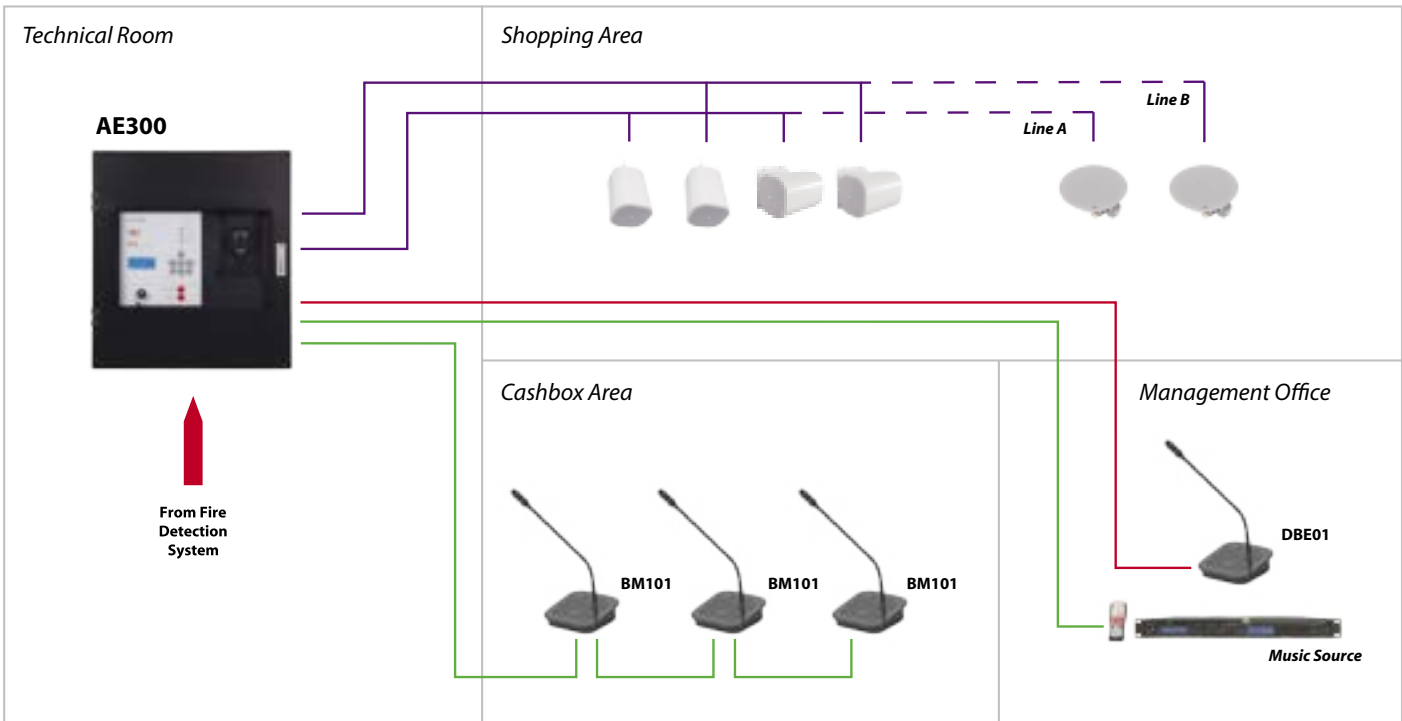 Technical Room
Shopping Area
AE300
Line B
Line A
Cashbox Area
Management Office
From Fire
Detection
System
BM101
BM101
BM101
DBE01
Music Source